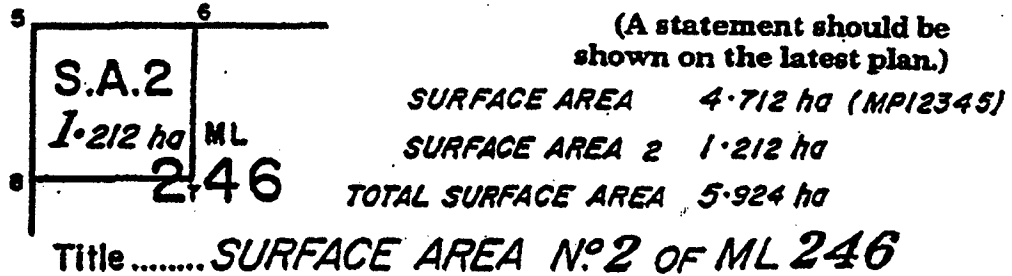 5 6
(A statement should be
shown on the latest plan.)
S.A.2
1·212 ha
ML
246
8
SURFACE AREA 4·712 ha (MP12345)
SURFACE AREA 2 1·212 ha
TOTAL SURFACE AREA 5·924 ha
Title........SURFACE AREA Nº 2 OF ML 246